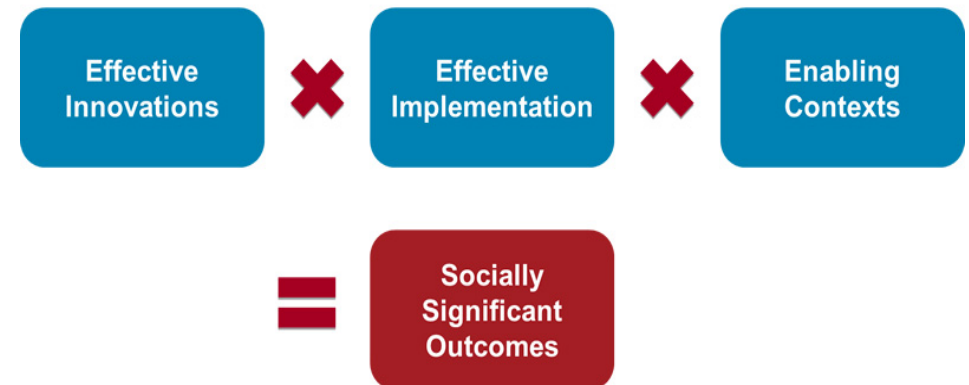 Effective
Innovations
Effective
Implementation
Enabling
Contexts
Socially
Significant
Outcomes